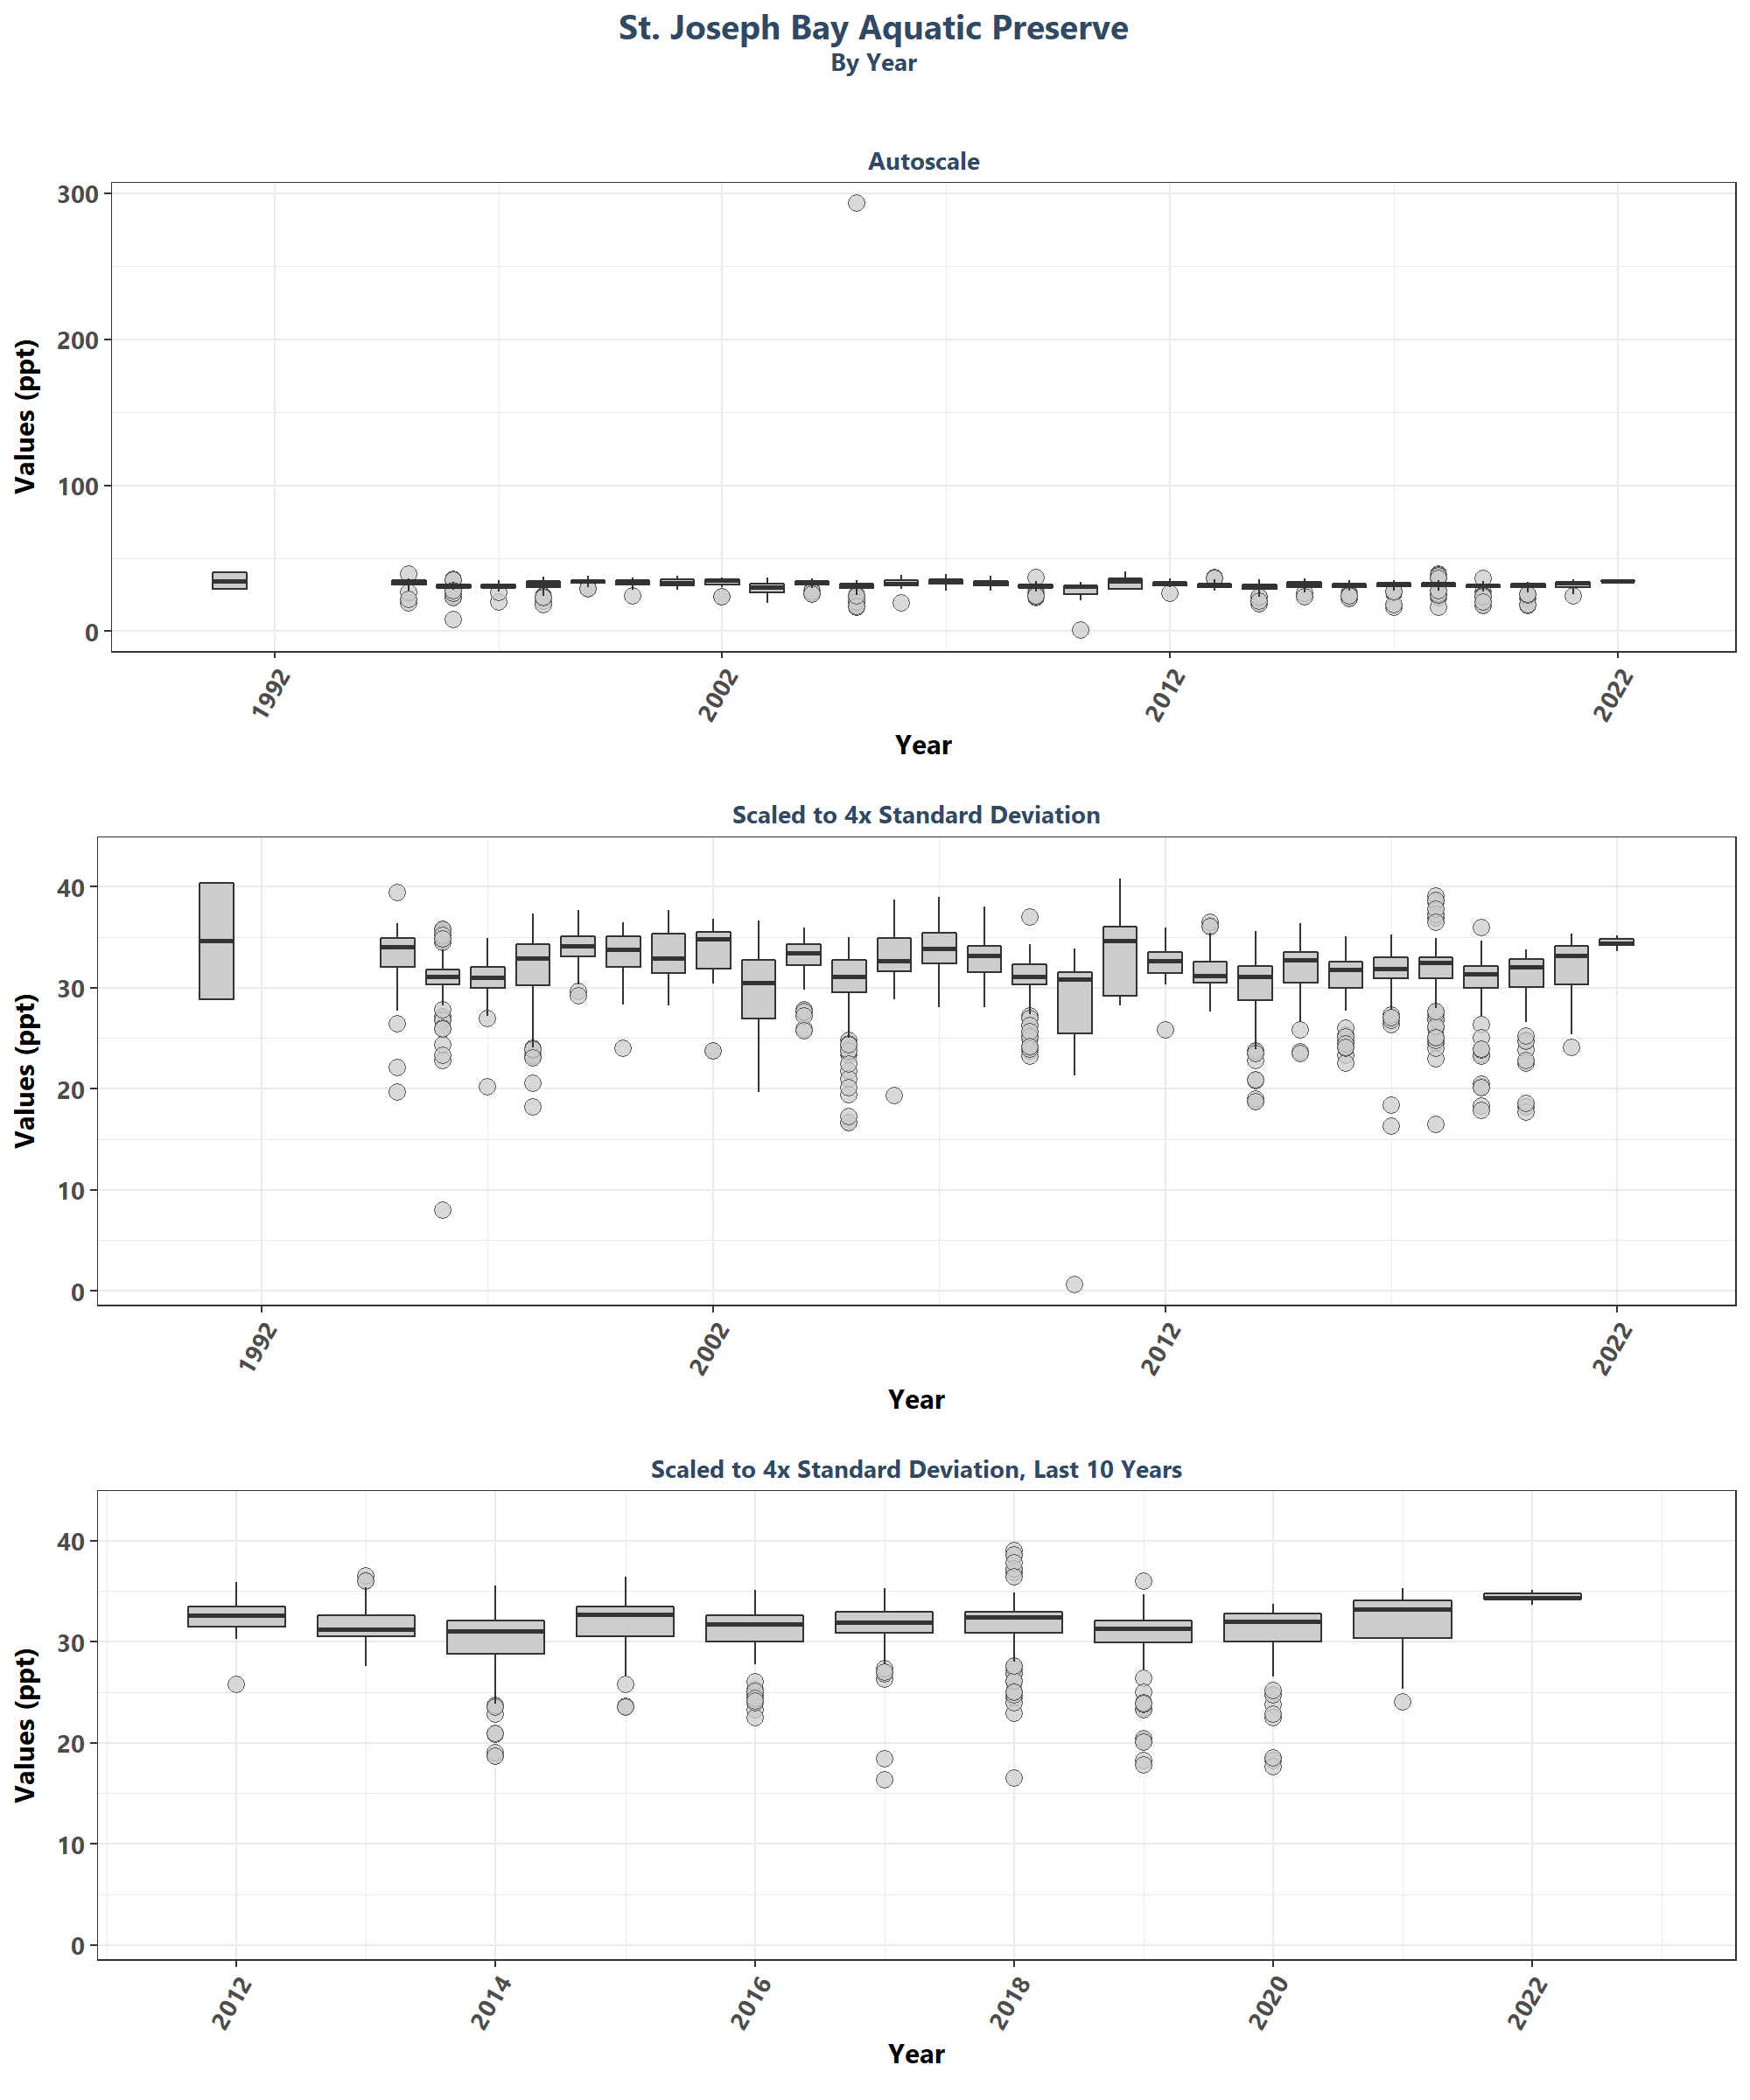 St. Joseph Bay Aquatic Preserve
By Year
Autoscale
Values (ppt)
300
200
100
0
1992
2002
2012
2022
Year
Scaled to 4x Standard Deviation
Values (ppt)
40
30
20
10
0
1992
2002
2012
2022
Year
Scaled to 4x Standard Deviation, Last 10 Years
Values (ppt)
40
30
20
10
0
2012
2014
2016
2018
2020
2022
Year